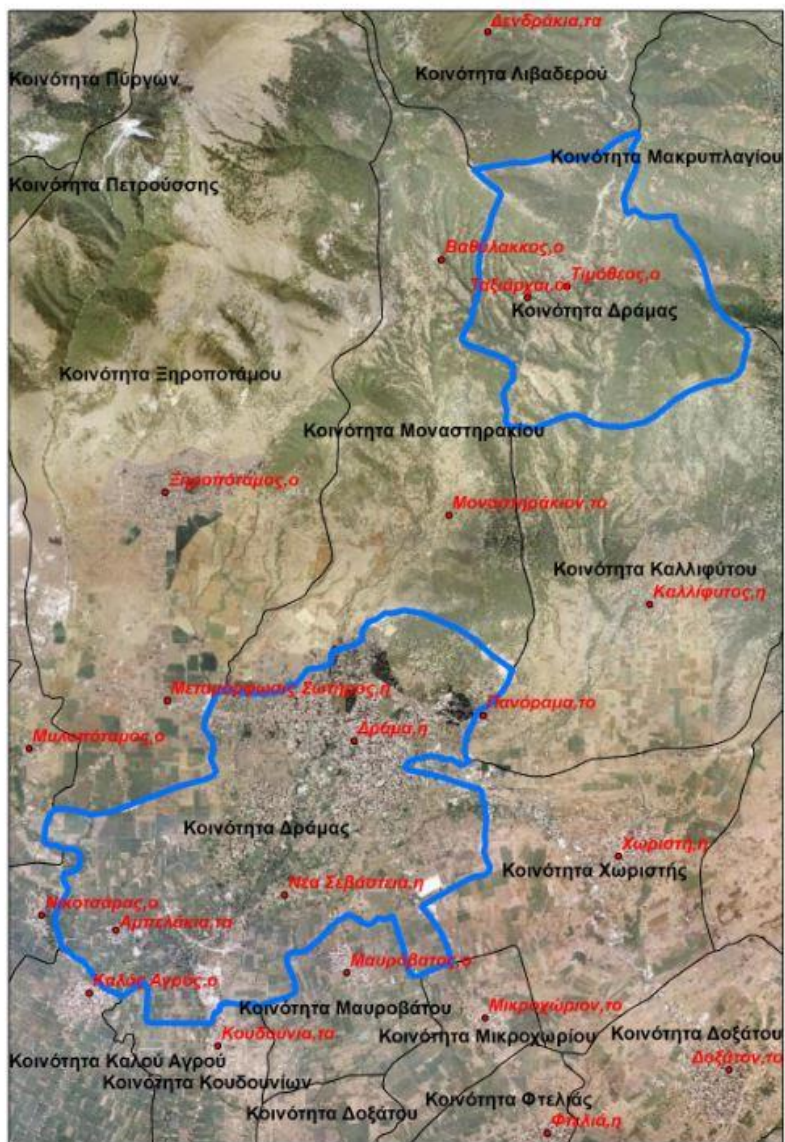 Δενδράκια,τα
Κοινότητα Λιβαδερού
Κοινότητα Πύργων
Κοινότητα Μακρυπλαγίου
Κοινότητα Πετρούσσης
Βαθύλακκος,ο
Τιμόθεος,ο
Ταξιάρχαι,ο
Κοινότητα Δράμας
Κοινότητα Ξηροποτάμου
Κοινότητα Μοναστηρακίου
Ξηροπόταμος,ο
Μοναστηράκιον,το
Κοινότητα Καλλιφύτου
Καλλίφυτος,η
Μεταμόρφωσις Σωτήρος,η
Πανόραμα,το
Μυλοπόταμος,ο
Δράμα,η
Κοινότητα Δράμας
Χωριστή,η
Κοινότητα Χωριστής
Νέα Σεβάστεια,η
Νικοτσάρας,ο
Αμπελάκια,τα
Μαυρόβατος,ο
Καλός Αγρός,ο
Κοινότητα Μαυροβάτου
Μικροχώριον,το
Κοινότητα Μικροχωρίου
Κοινότητα Δοξάτου
Κουδούνια,τα
Κοινότητα Καλού Αγρού
Δοξάτον,το
Κοινότητα Κουδουνίων
Κοινότητα Φτελιάς
Κοινότητα Δοξάτου
Φτελιά,η